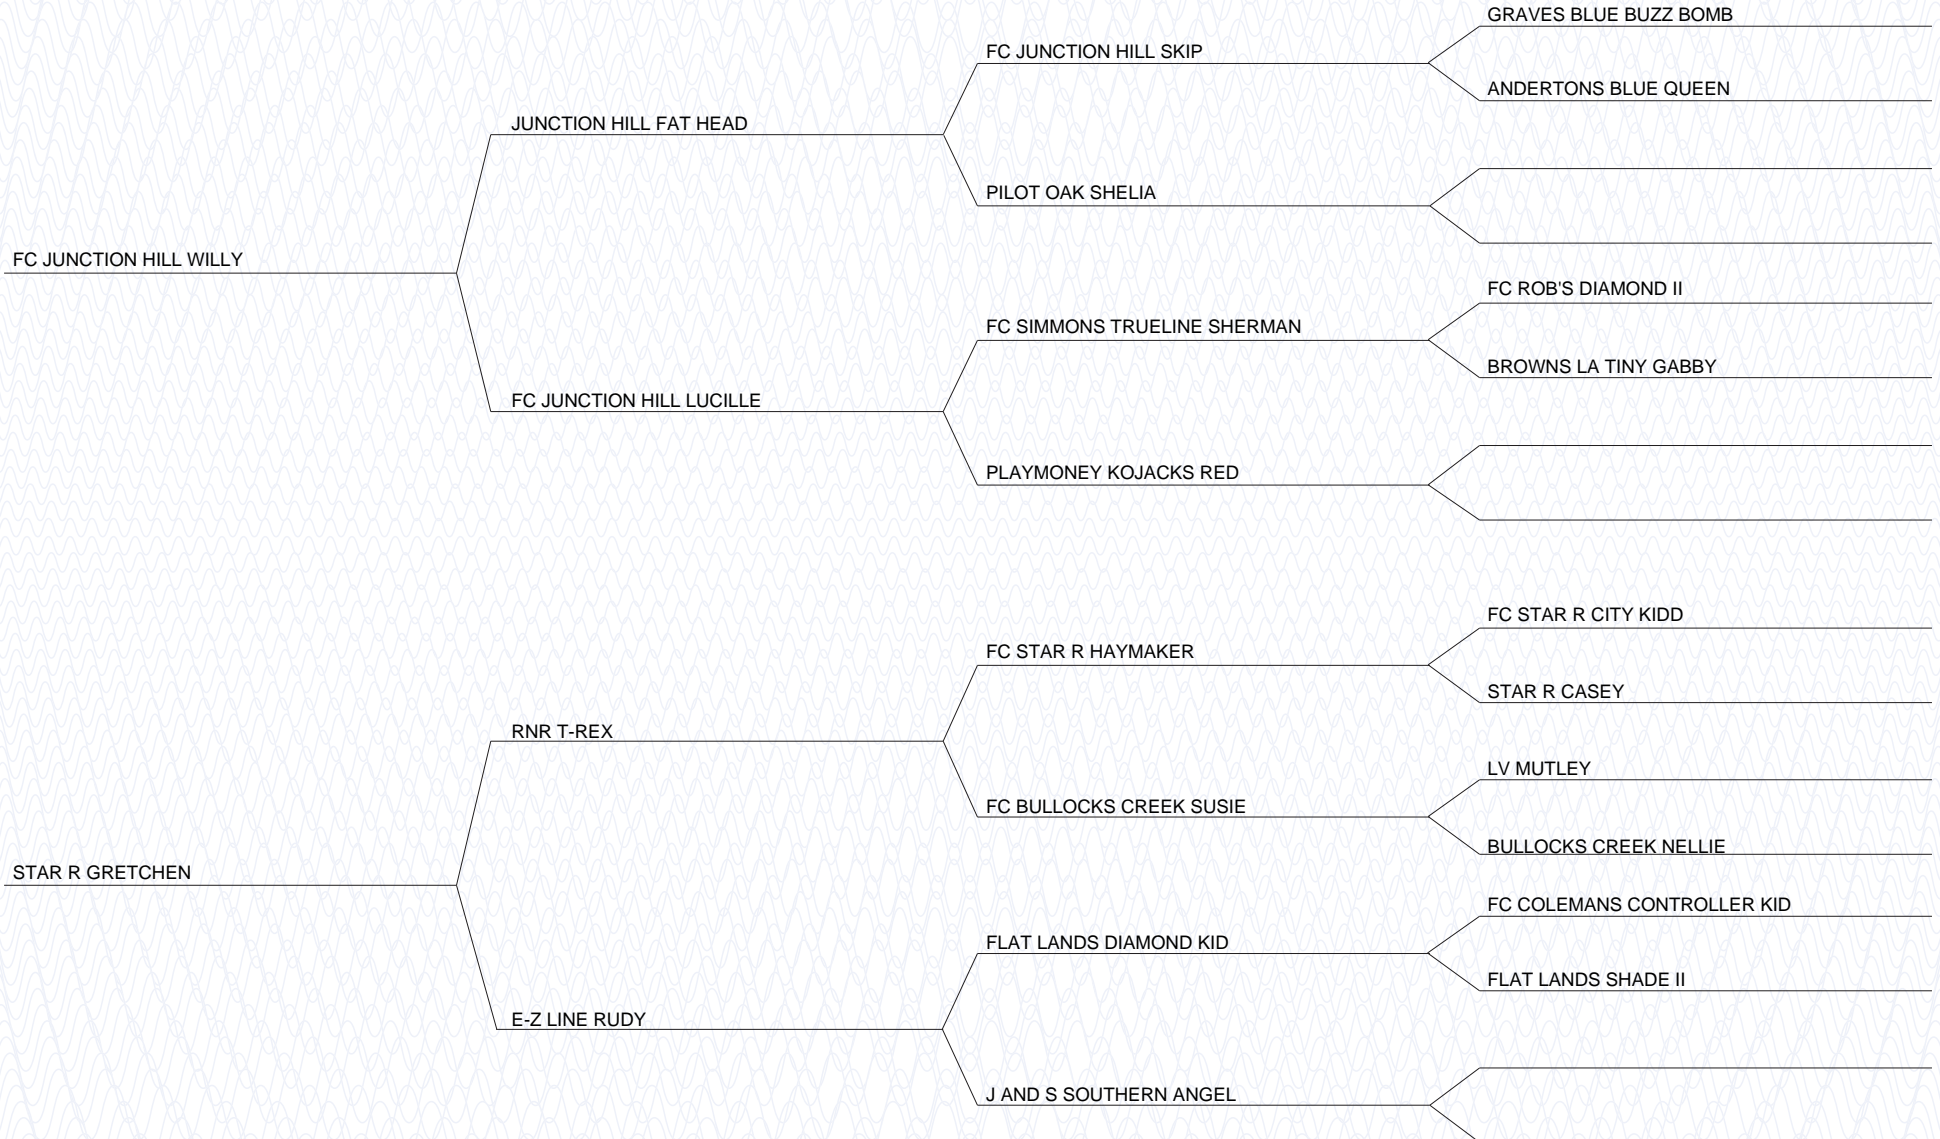 GRAVES BLUE BUZZ BOMB
FC JUNCTION HILL SKIP
ANDERTONS BLUE QUEEN
JUNCTION HILL FAT HEAD
PILOT OAK SHELIA
FC JUNCTION HILL WILLY
FC ROB'S DIAMOND II
FC SIMMONS TRUELINE SHERMAN
BROWNS LA TINY GABBY
FC JUNCTION HILL LUCILLE
PLAYMONEY KOJACKS RED
FC STAR R CITY KIDD
FC STAR R HAYMAKER
STAR R CASEY
RNR T-REX
LV MUTLEY
FC BULLOCKS CREEK SUSIE
BULLOCKS CREEK NELLIE
STAR R GRETCHEN
FC COLEMANS CONTROLLER KID
FLAT LANDS DIAMOND KID
FLAT LANDS SHADE II
E-Z LINE RUDY
J AND S SOUTHERN ANGEL